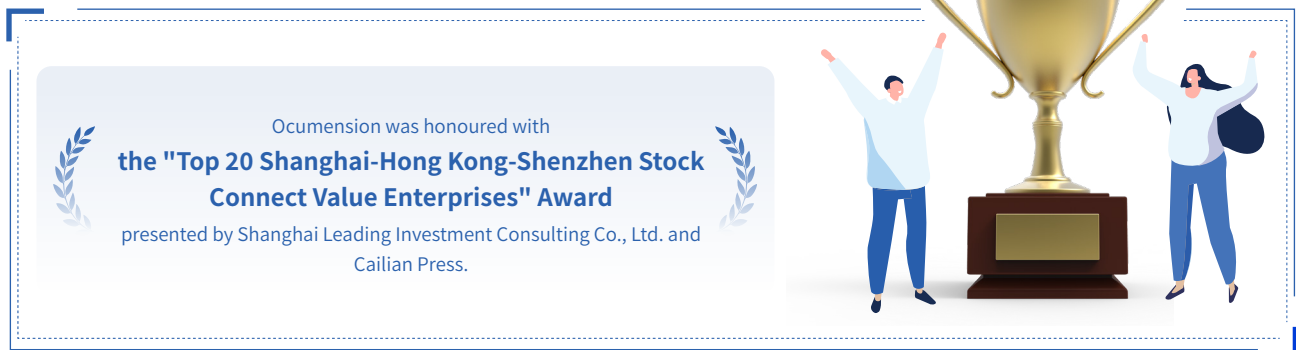 Ocumension was honoured with
the "Top 20 Shanghai-Hong Kong-Shenzhen Stock
Connect Value Enterprises" Award
presented by Shanghai Leading Investment Consulting Co., Ltd. and
Cailian Press.